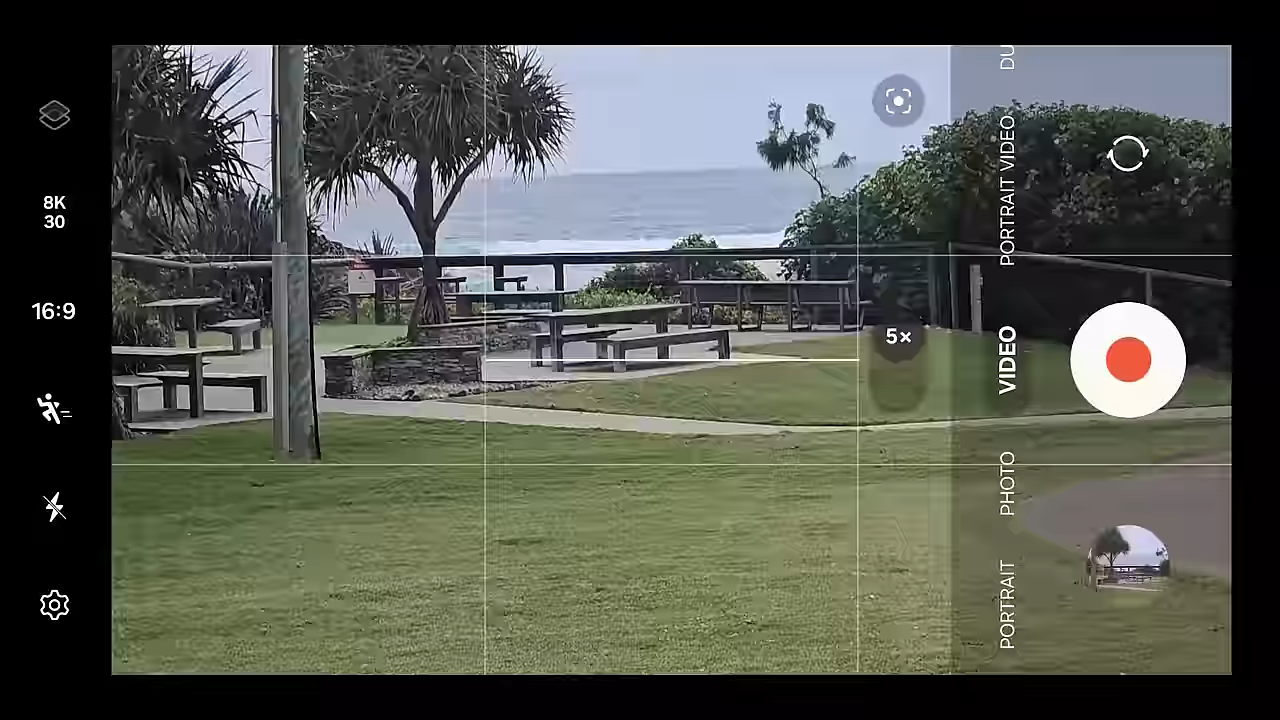 8K
30
16:9
5×
DU
PORTRAIT VIDEO
VIDEO
PHOTO
PORTRAIT